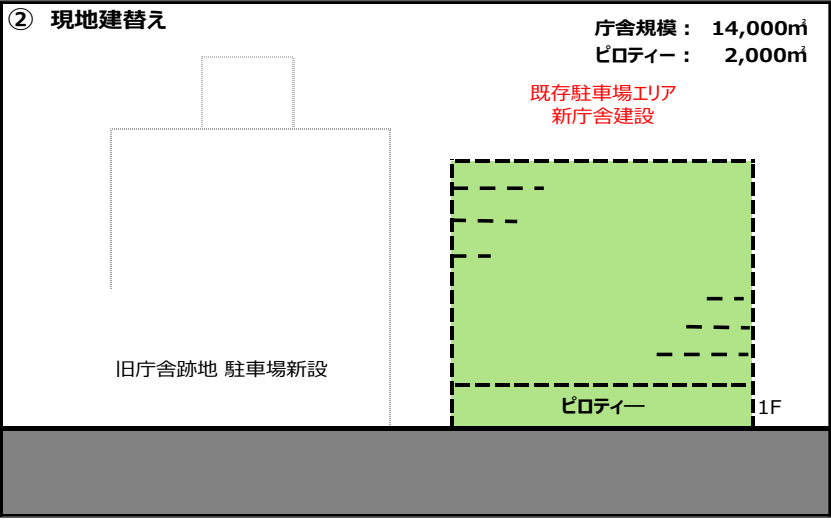 ② 現地建替え
庁舎規模： 14,000㎡
ピロティー： 2,000㎡
既存駐車場エリア
新庁舎建設
旧庁舎跡地 駐車場新設
ピロティ―
1F